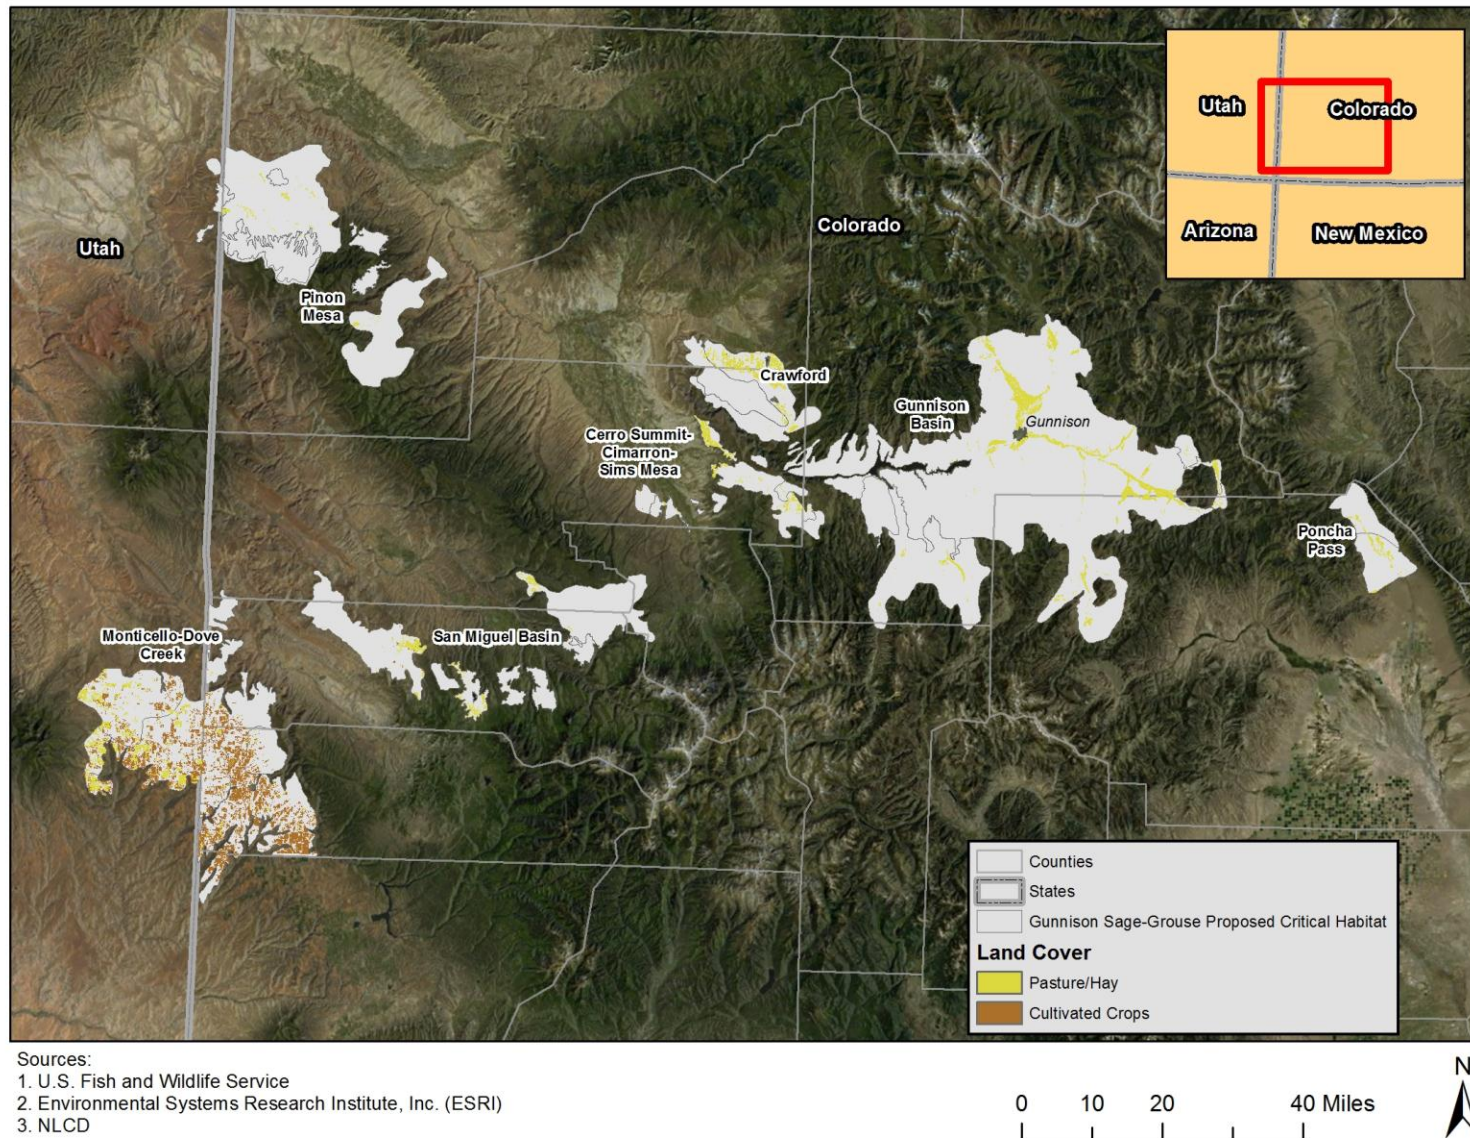 Utah
Colorado
Arizona
New Mexico
Colorado
Utah
Pinon
Mesa
Crawford
Gunnison
Basin
Gunnison
Cerro Summit-
Cimarron-
Sims Mesa
Poncha
Pass
Monticello-Dove
Creek
San Miguel Basin
Counties
States
Gunnison Sage-Grouse Proposed Critical Habitat
Land Cover
Pasture/Hay
Cultivated Crops
Sources:
1. U.S. Fish and Wildlife Service
2. Environmental Systems Research Institute, Inc. (ESRI)
3. NLCD
0 10 20 40 Miles
N